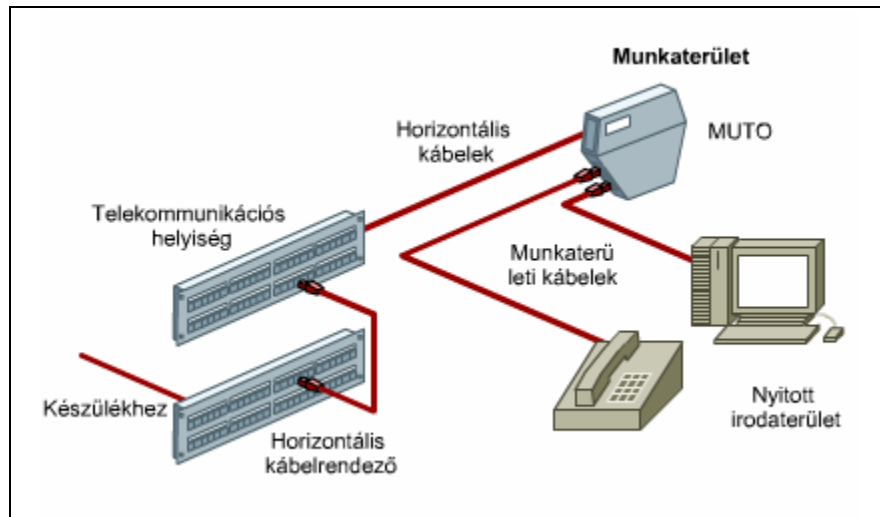 Munkaterület
MUTO
Horizontális
kábelek
Telekommunikációs
helyiség
Munkaterü
leti kábelek
Készülékhez
Horizontális
kábelrendező
Nyitott
irodaterület